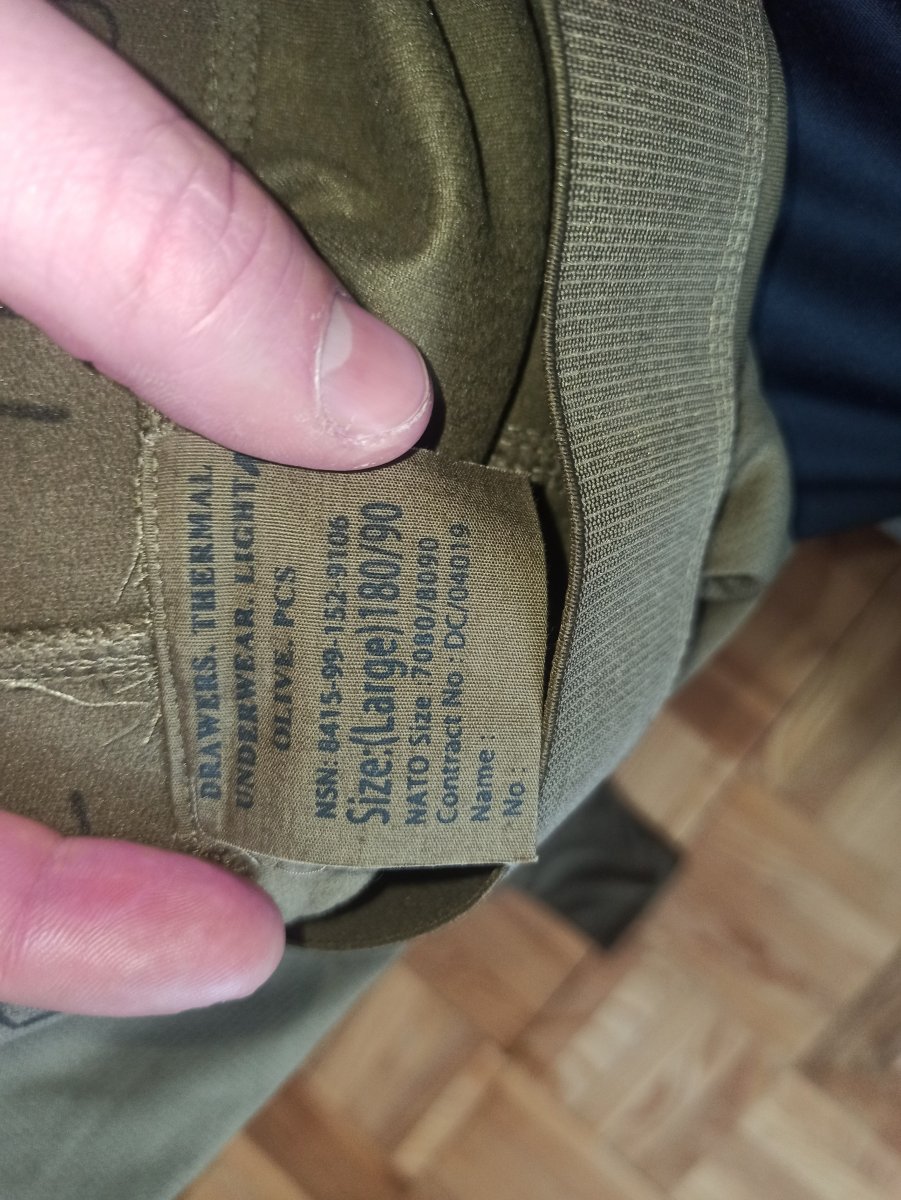 DRAWERS. THERMAL
UNDERWEAR. LIGHT
OLIVE. PCS
NSN: 8415-99-152-9106
Size:(Large)180/90
NATO Size 7080/8090
Contract No : DC/04019
Name :
No :